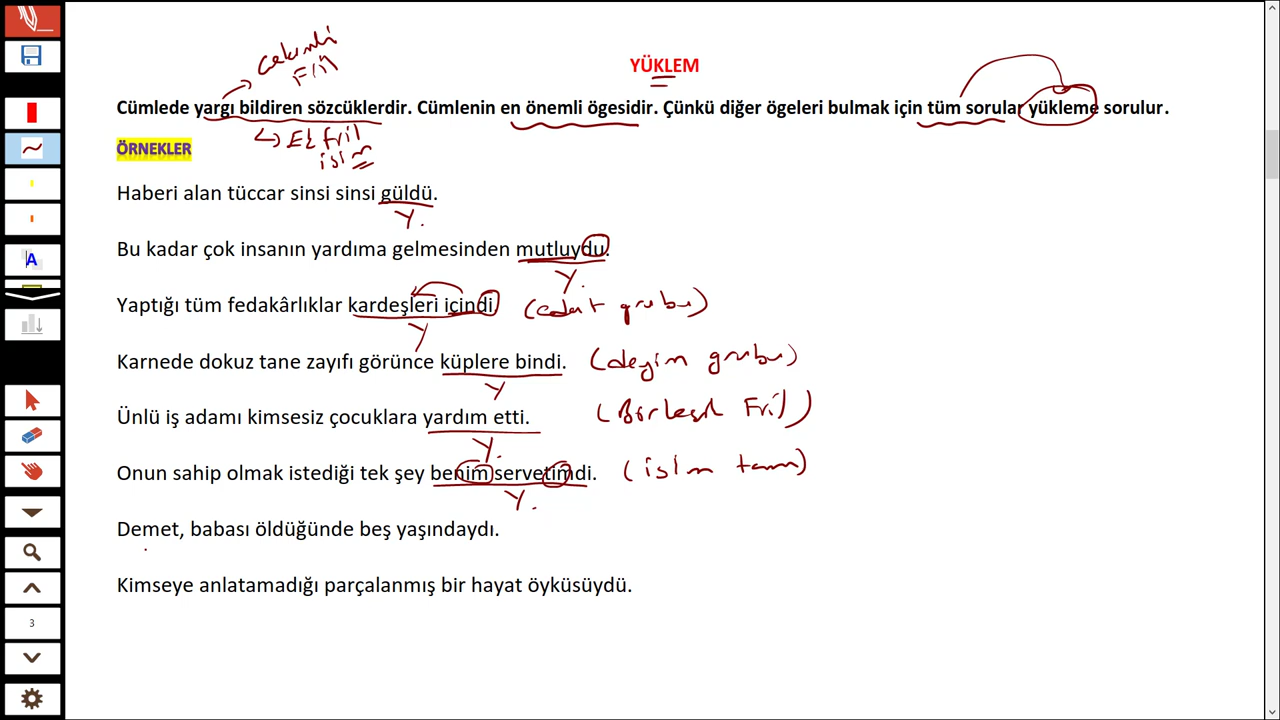 YÜKLEM
çekimli
Fiil
Cümlede yargı bildiren sözcüklerdir. Cümlenin en önemli ögesidir. Çünkü diğer ögeleri bulmak için tüm sorular yükleme sorulur.
Ek fiil
isim
ÖRNEKLER
Haberi alan tüccar sinsi sinsi güldü.
Y.
Bu kadar çok insanın yardıma gelmesinden mutluydu.
Y.
Yaptığı tüm fedakârlıklar kardeşleri içindi. (edat grubu)
Y
Karnede dokuz tane zayıfı görünce küplere bindi. (deyim grubu)
Y
Ünlü iş adamı kimsesiz çocuklara yardım etti. (Birleşik Fiil)
Y.
Onun sahip olmak istediği tek şey benim servetimdi. (isim tam)
Y.
Demet, babası öldüğünde beş yaşındaydı.
Kimseye anlatamadığı parçalanmış bir hayat öyküsüydü.
A
3